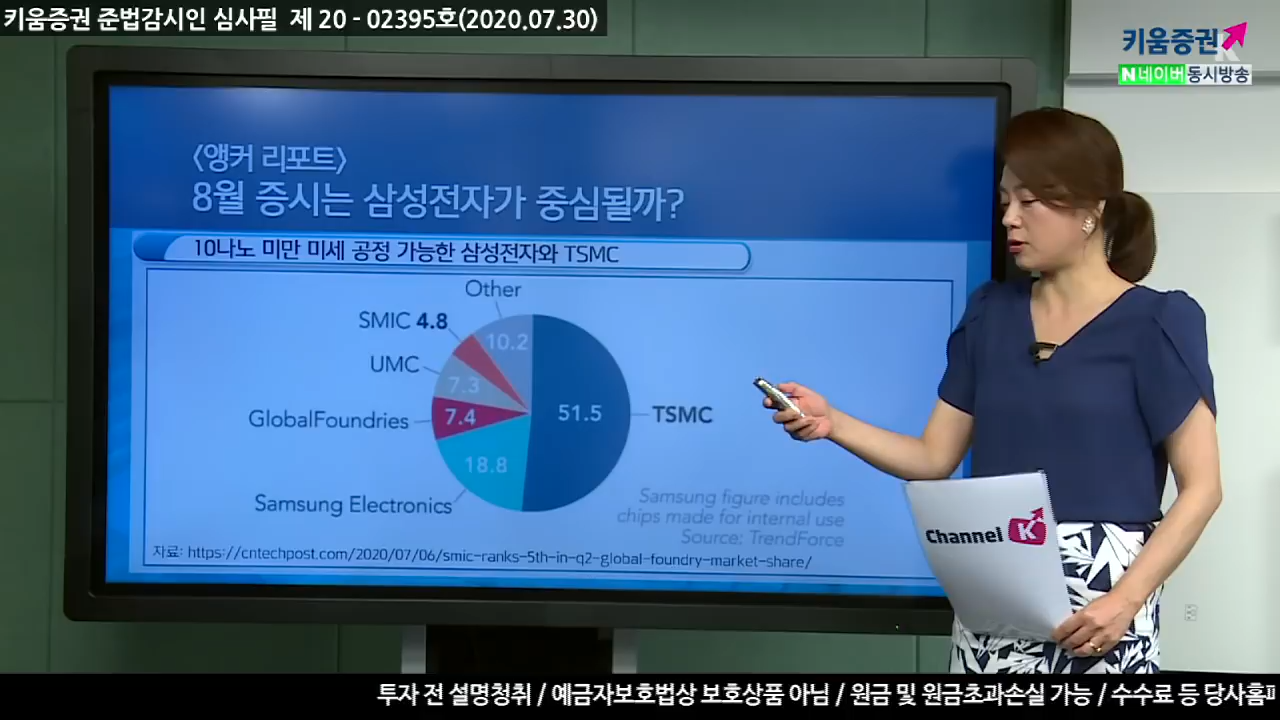 키움증권 준법감시인 심사필 제 20 - 02395호(2020.07.30)
키움증권
N 네이버 동시방송
<앵커 리포트>
8월 증시는 삼성전자가 중심될까?
10나노 미만 미세 공정 가능한 삼성전자와 TSMC
Other
10.2
SMIC 4.8
UMC
7.3
GlobalFoundries
7.4
51.5
TSMC
18.8
Samsung Electronics
Samsung figure includes
chips made for internal use
Source: TrendForce
자료: https://cntechpost.com/2020/07/06/smic-ranks-5th-in-q2-global-foundry-market-share/
Channel K
투자 전 설명청취 / 예금자보호법상 보호상품 아님 / 원금 및 원금초과손실 가능 / 수수료 등 당사홈